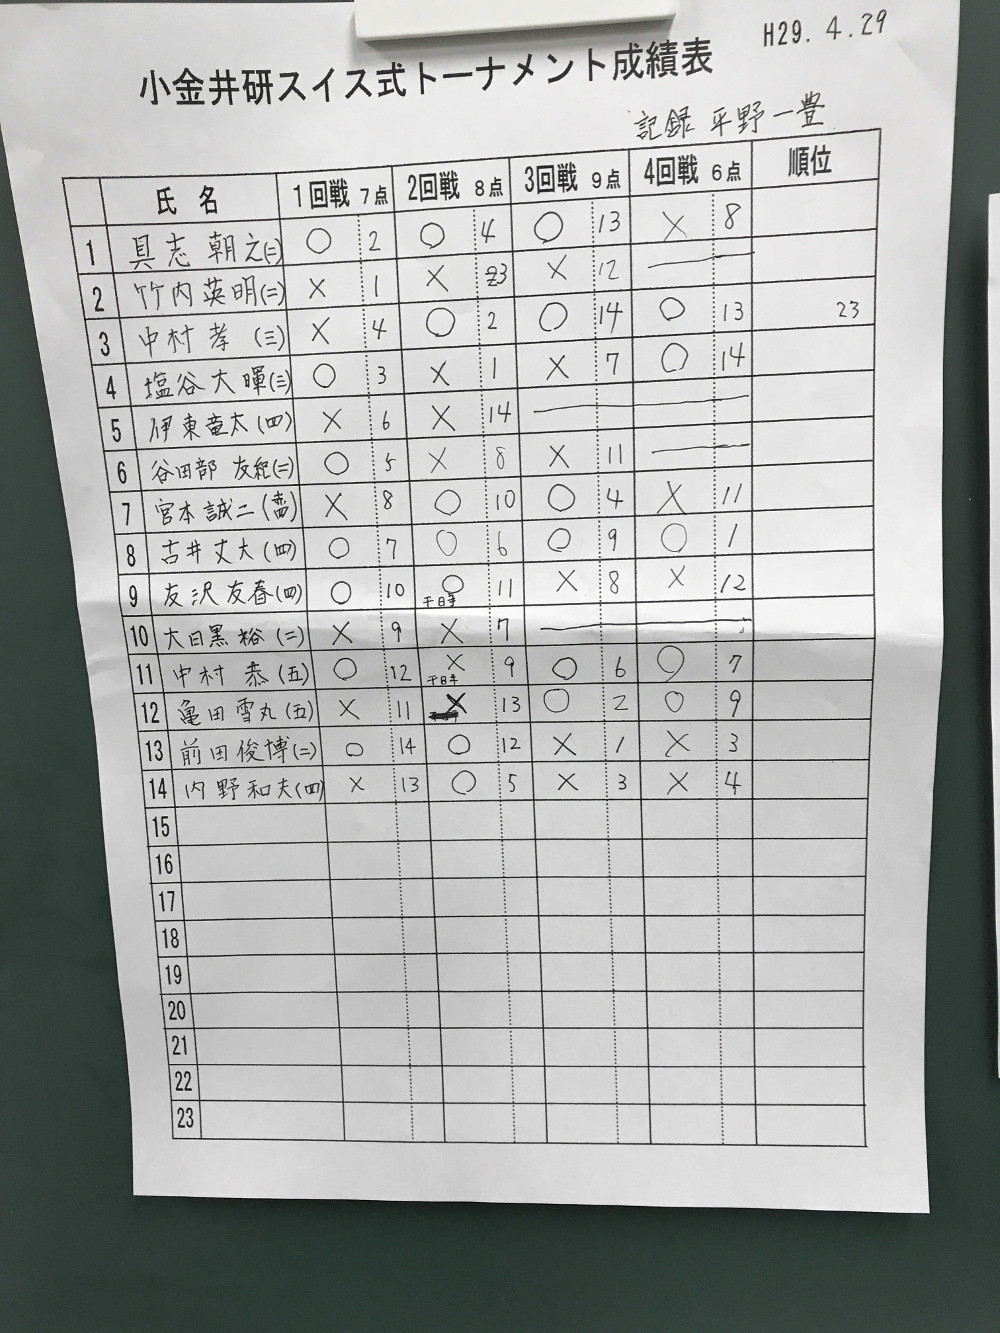 H29.4.29
小金井研スイス式トーナメント成績表
記録 平野一豊
氏名 1回戦 7点 2回戦 8点 3回戦 9点 4回戦 6点 順位
1 具志朝之(二) ○ 2 ○ 4 ○ 13 × 8
2 竹内英明(二) × 1 × 3 × 12 ―
3 中村孝(三) × 4 ○ 2 ○ 14 ○ 13 23
4 塩谷大暉(三) ○ 3 × 1 × 7 ○ 14
5 伊東竜太(四) × 6 × 14 ―
6 谷田部友紀(二) ○ 5 × 8 × 11 ―
7 宮本誠二 × 8 ○ 10 ○ 4 × 11
8 古井丈大(四) ○ 7 ○ 6 ○ 9 ○ 1
9 友沢友春(四) ○ 10 ○ 千日手 11 × 8 × 12
10 大目黒裕(二) × 9 × 7 ―
11 中村恭(五) ○ 12 × 千日手 9 ○ 6 ○ 7
12 亀田雪丸(五) × 11 × 13 ○ 2 ○ 9
13 前田俊博(二) ○ 14 ○ 12 × 1 × 3
14 内野和夫(四) × 13 ○ 5 × 3 × 4
15
16
17
18
19
20
21
22
23